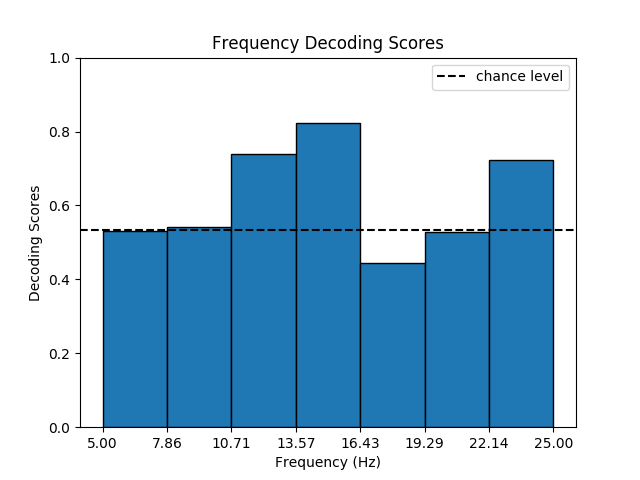 Frequency Decoding Scores
chance level
1.0
0.8
0.6
0.4
0.2
0.0
Decoding Scores
5.00 7.86 10.71 13.57 16.43 19.29 22.14 25.00
Frequency (Hz)